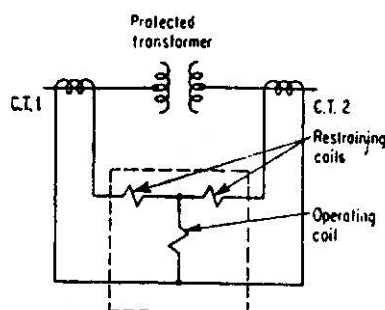 Protected
transformer
C.T. 1
C.T. 2
Restraining
coils
Operating
coil